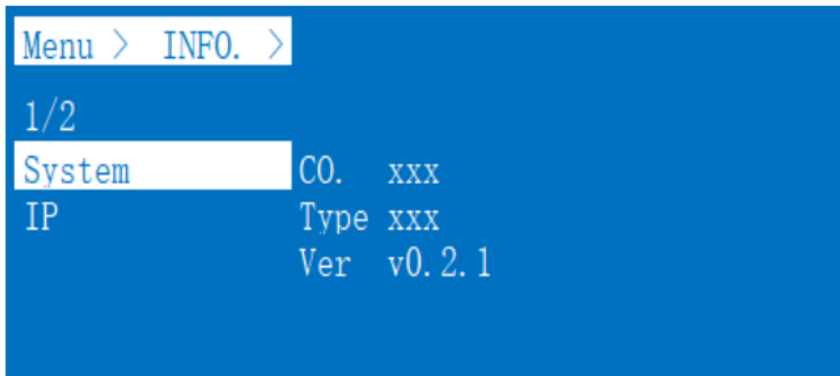 Menu > INFO. >
1/2
System CO. xxx
IP Type xxx
Ver v0.2.1